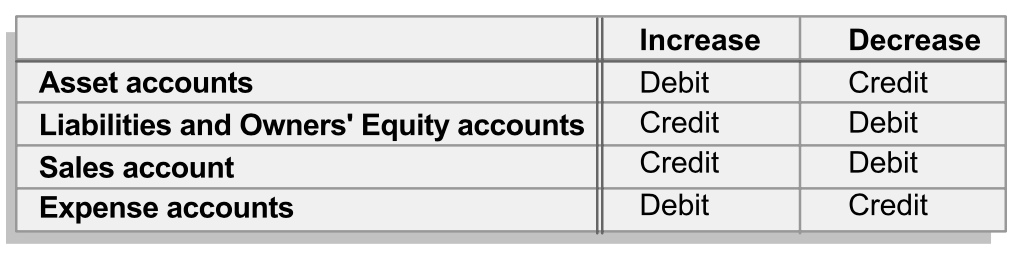 Increase Decrease
Asset accounts Debit Credit
Liabilities and Owners' Equity accounts Credit Debit
Sales account Credit Debit
Expense accounts Debit Credit